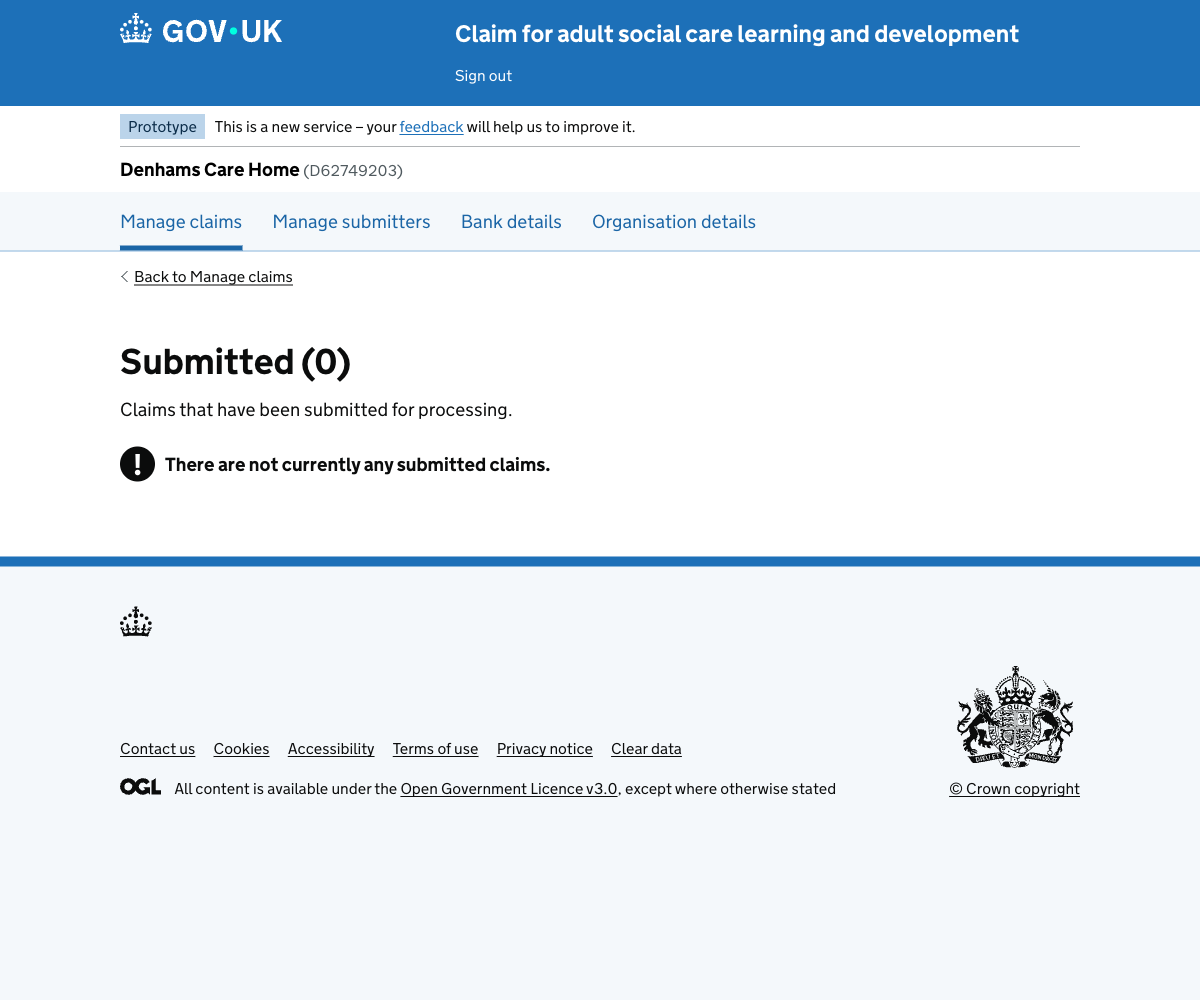 GOV·UK
Claim for adult social care learning and development
Sign out
Prototype This is a new service – your feedback will help us to improve it.
Denhams Care Home (D62749203)
Manage claims Manage submitters Bank details Organisation details
Back to Manage claims
Submitted (0)
Claims that have been submitted for processing.
! There are not currently any submitted claims.
Contact us Cookies Accessibility Terms of use Privacy notice Clear data
OGL All content is available under the Open Government Licence v3.0, except where otherwise stated
© Crown copyright